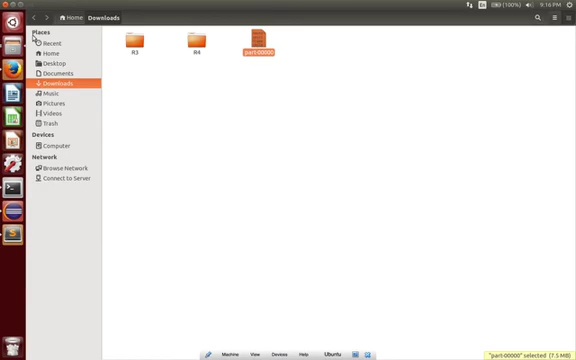 En (100%) 9:16 PM
Home Downloads
Places
Recent
Home
Desktop
Documents
Downloads
Music
Pictures
Videos
Trash
Devices
Computer
Network
Browse Network
Connect to Server
R3 R4 part-00000
Machine View Devices Help Ubuntu
"part-00000" selected (7.5 MB)